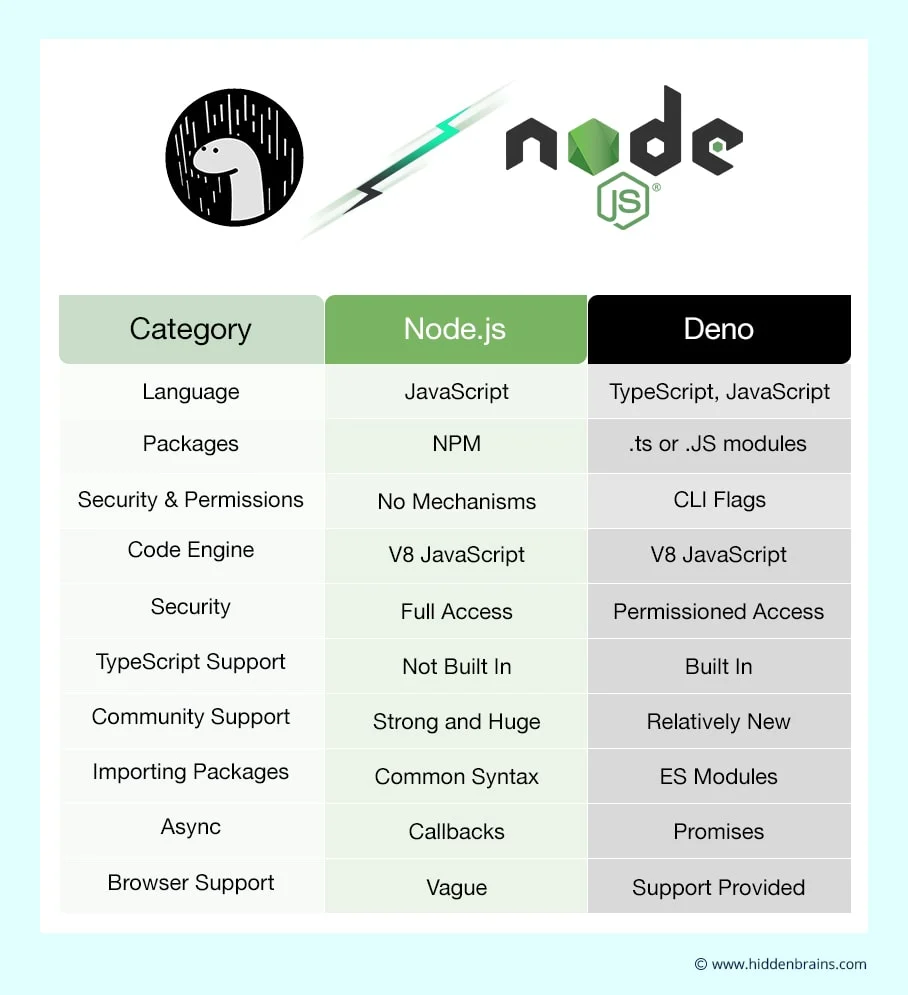 node
JS®
Category Node.js Deno
Language JavaScript TypeScript, JavaScript
Packages NPM .ts or .JS modules
Security & Permissions No Mechanisms CLI Flags
Code Engine V8 JavaScript V8 JavaScript
Security Full Access Permissioned Access
TypeScript Support Not Built In Built In
Community Support Strong and Huge Relatively New
Importing Packages Common Syntax ES Modules
Async Callbacks Promises
Browser Support Vague Support Provided
© www.hiddenbrains.com